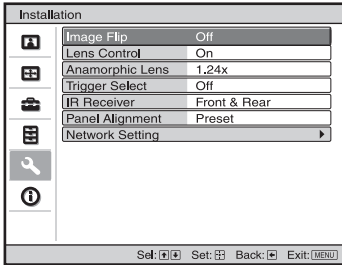 Installation
Image Flip Off
Lens Control On
Anamorphic Lens 1.24x
Trigger Select Off
IR Receiver Front & Rear
Panel Alignment Preset
Network Setting
Sel: Set: Back: Exit: MENU